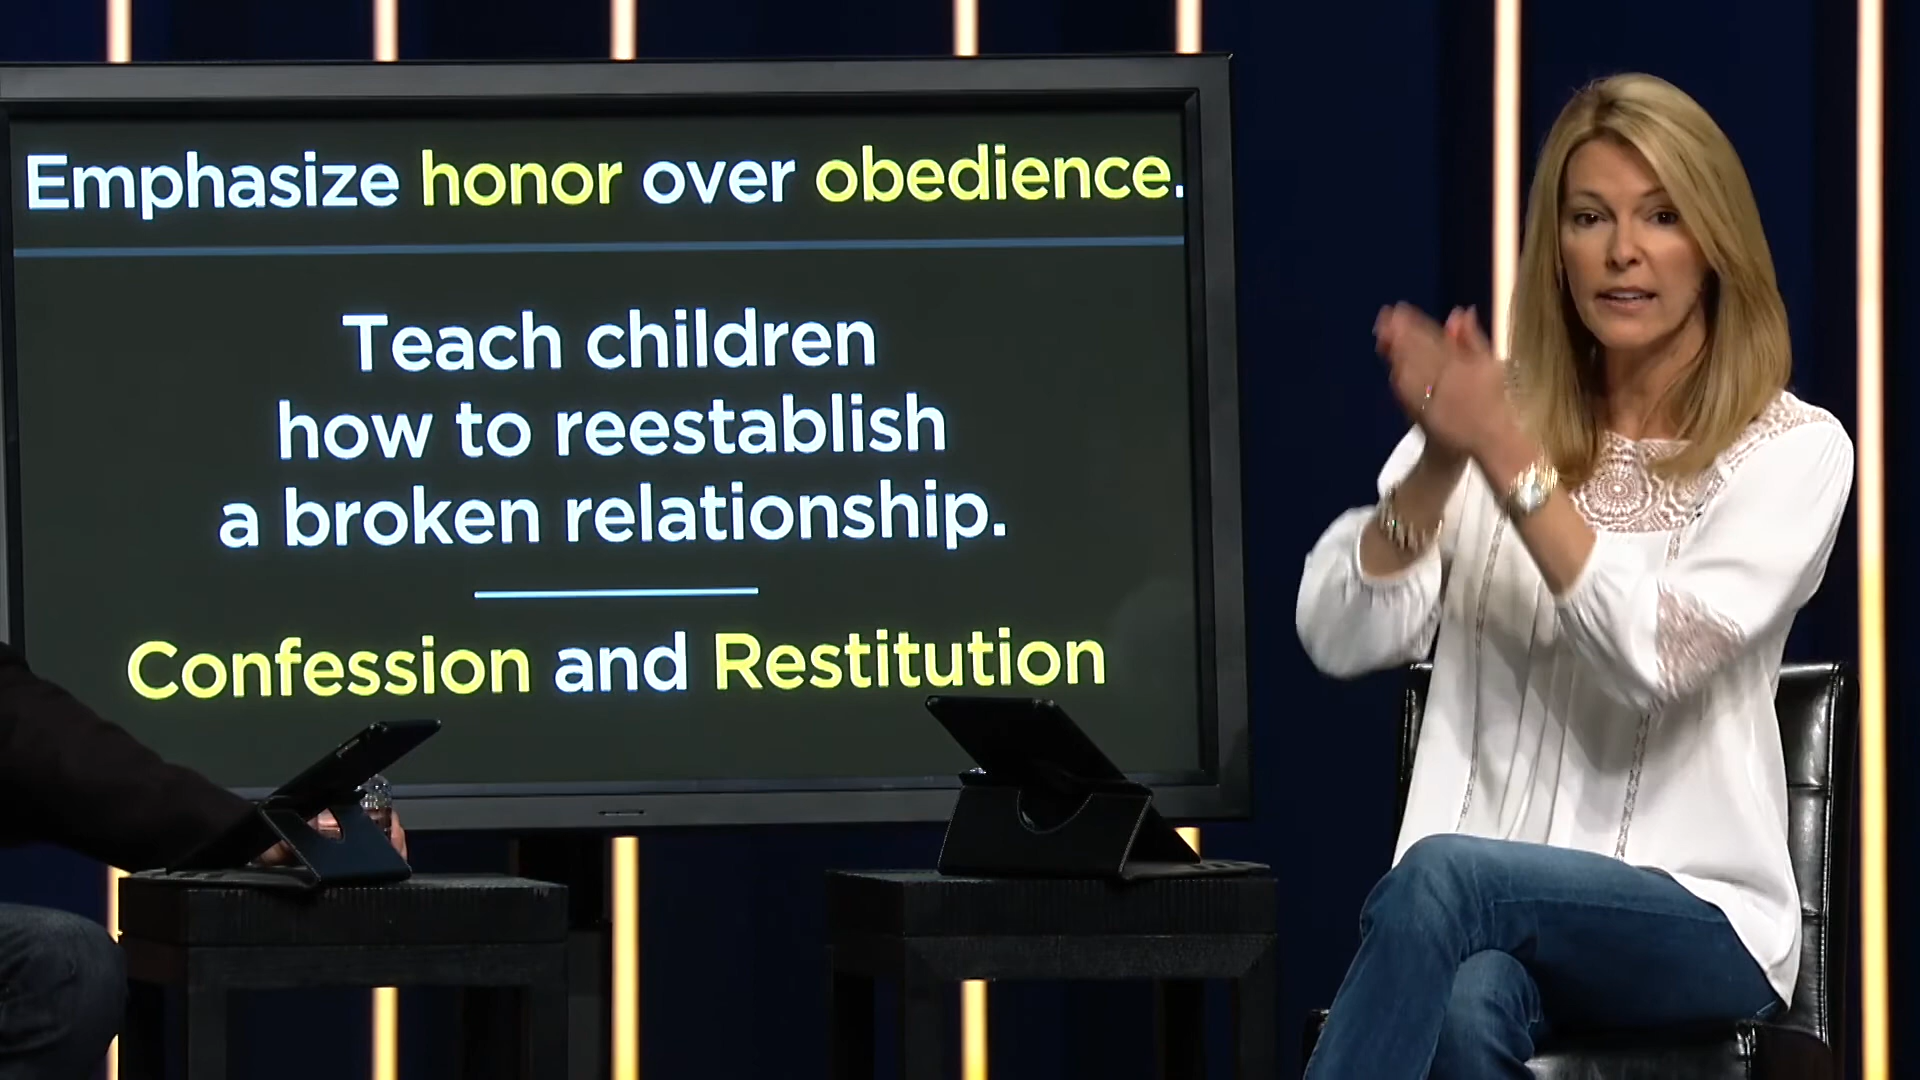 Emphasize honor over obedience.
Teach children
how to reestablish
a broken relationship.
Confession and Restitution